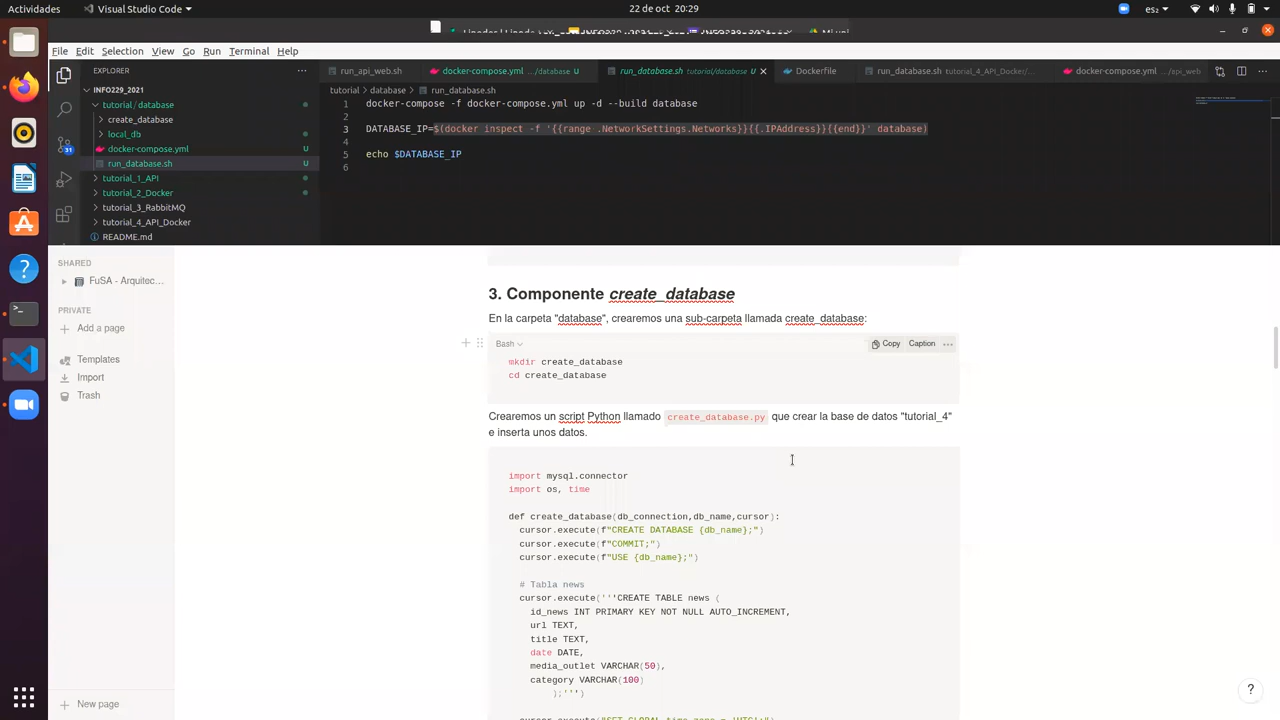 Actividades
Visual Studio Code
22 de oct 20:29
es2
File Edit Selection View Go Run Terminal Help
EXPLORER
run_api_web.sh
docker-compose.yml .../database U
run_database.sh tutorial/database U
Dockerfile
run_database.sh tutorial_4_API_Docker/...
docker-compose.yml .../api_web
INFO229_2021
tutorial > database > run_database.sh
tutorial / database
create_database
local_db
docker-compose.yml U
run_database.sh U
tutorial_1_API
tutorial_2_Docker
tutorial_3_RabbitMQ
tutorial_4_API_Docker
README.md
31
1 docker-compose -f docker-compose.yml up -d --build database
2
3 DATABASE_IP=$(docker inspect -f '{{range .NetworkSettings.Networks}}{{.IPAddress}}{{end}}' database)
4
5 echo $DATABASE_IP
6
SHARED
FuSA - Arquitec...
PRIVATE
Add a page
Templates
Import
Trash
New page
3. Componente create_database
En la carpeta "database", crearemos una sub-carpeta llamada create_database:
Bash
Copy Caption
mkdir create_database
cd create_database
Crearemos un script Python llamado create_database.py que crear la base de datos "tutorial_4"
e inserta unos datos.
import mysql.connector
import os, time
def create_database(db_connection,db_name,cursor):
cursor.execute(f"CREATE DATABASE {db_name};")
cursor.execute(f"COMMIT;")
cursor.execute(f"USE {db_name};")
# Tabla news
cursor.execute('''CREATE TABLE news (
id_news INT PRIMARY KEY NOT NULL AUTO_INCREMENT,
url TEXT,
title TEXT,
date DATE,
media_outlet VARCHAR(50),
category VARCHAR(100)
);''')
?